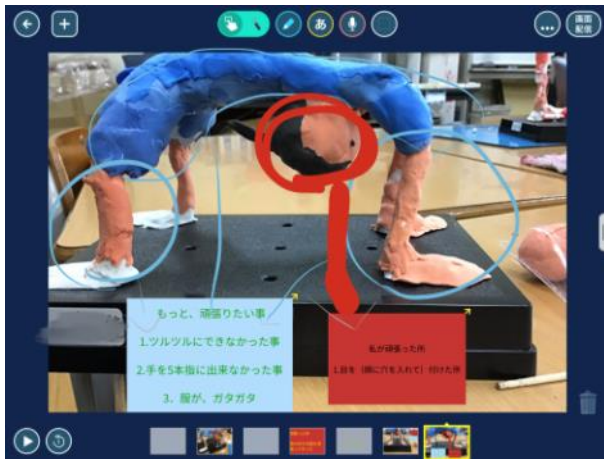 あ
画面
配信
もっと、頑張りたい事
1.ツルツルにできなかった事
2.手を5本指に出来なかった事
3．服が、ガタガタ
私が頑張った所
1.目を（顔に穴を入れて）付けた所